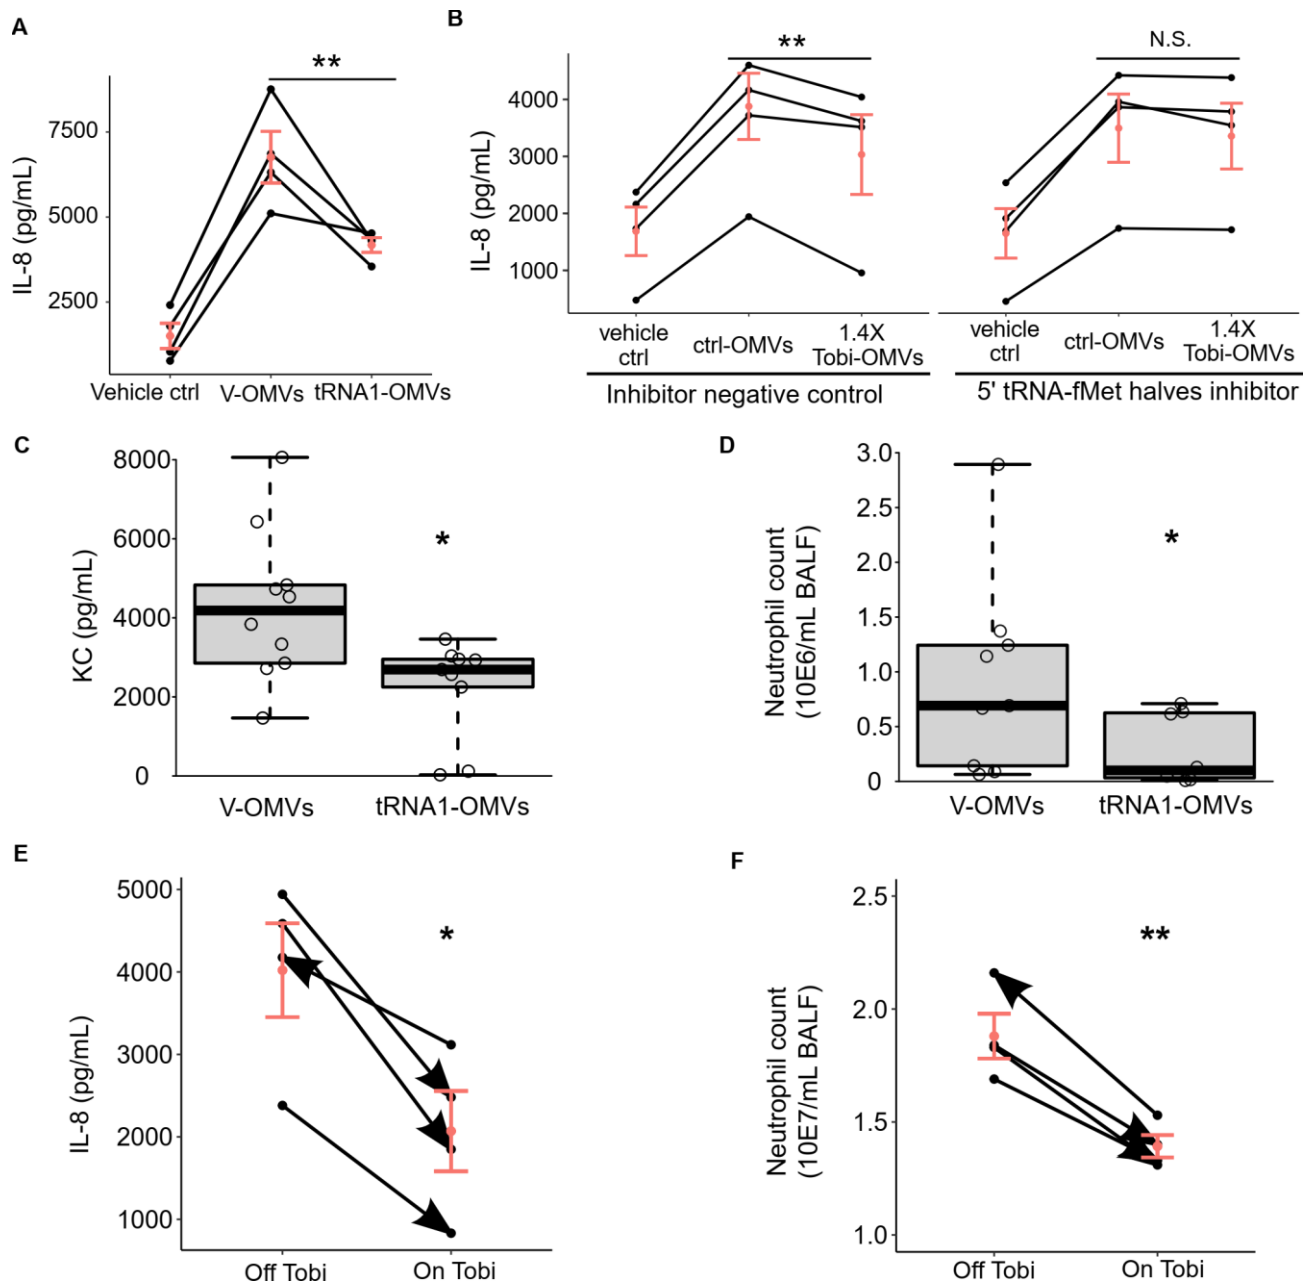 A
**
IL-8 (pg/mL)
7500
5000
2500
Vehicle ctrl
V-OMVs
tRNA1-OMVs
B
**
N.S.
IL-8 (pg/mL)
4000
3000
2000
1000
vehicle
ctrl
ctrl-OMVs
1.4X
Tobi-OMVs
vehicle
ctrl
ctrl-OMVs
1.4X
Tobi-OMVs
Inhibitor negative control
5' tRNA-fMet halves inhibitor
C
KC (pg/mL)
8000
6000
4000
2000
0
*
V-OMVs
tRNA1-OMVs
D
Neutrophil count
(10E6/mL BALF)
3.0
2.5
2.0
1.5
1.0
0.5
0
*
V-OMVs
tRNA1-OMVs
E
IL-8 (pg/mL)
5000
4000
3000
2000
1000
*
Off Tobi
On Tobi
F
Neutrophil count
(10E7/mL BALF)
2.5
2.0
1.5
1.0
**
Off Tobi
On Tobi